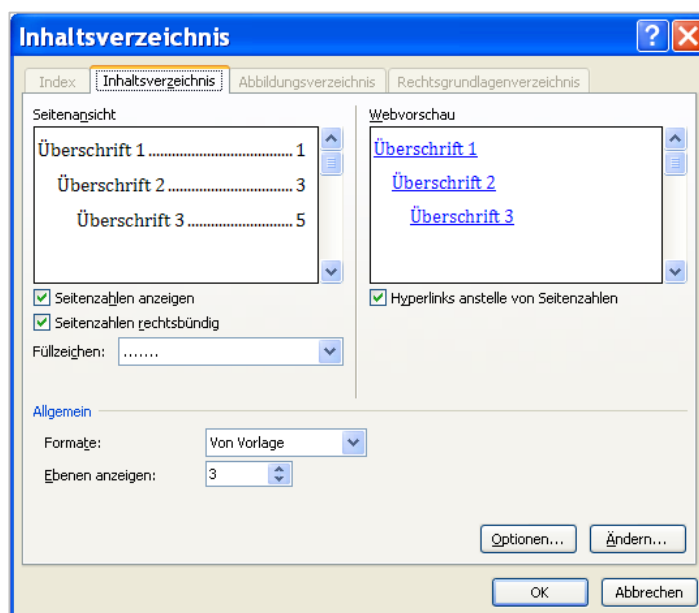 Inhaltsverzeichnis
Index Inhaltsverzeichnis Abbildungsverzeichnis Rechtsgrundlagenverzeichnis
Seitenansicht
Überschrift 1 ........................................ 1
Überschrift 2 .................................. 3
Überschrift 3 ............................. 5
Webvorschau
Überschrift 1
Überschrift 2
Überschrift 3
Seitenzahlen anzeigen
Seitenzahlen rechtsbündig
Füllzeichen: .......
Hyperlinks anstelle von Seitenzahlen
Allgemein
Formate: Von Vorlage
Ebenen anzeigen: 3
Optionen... Ändern...
OK Abbrechen